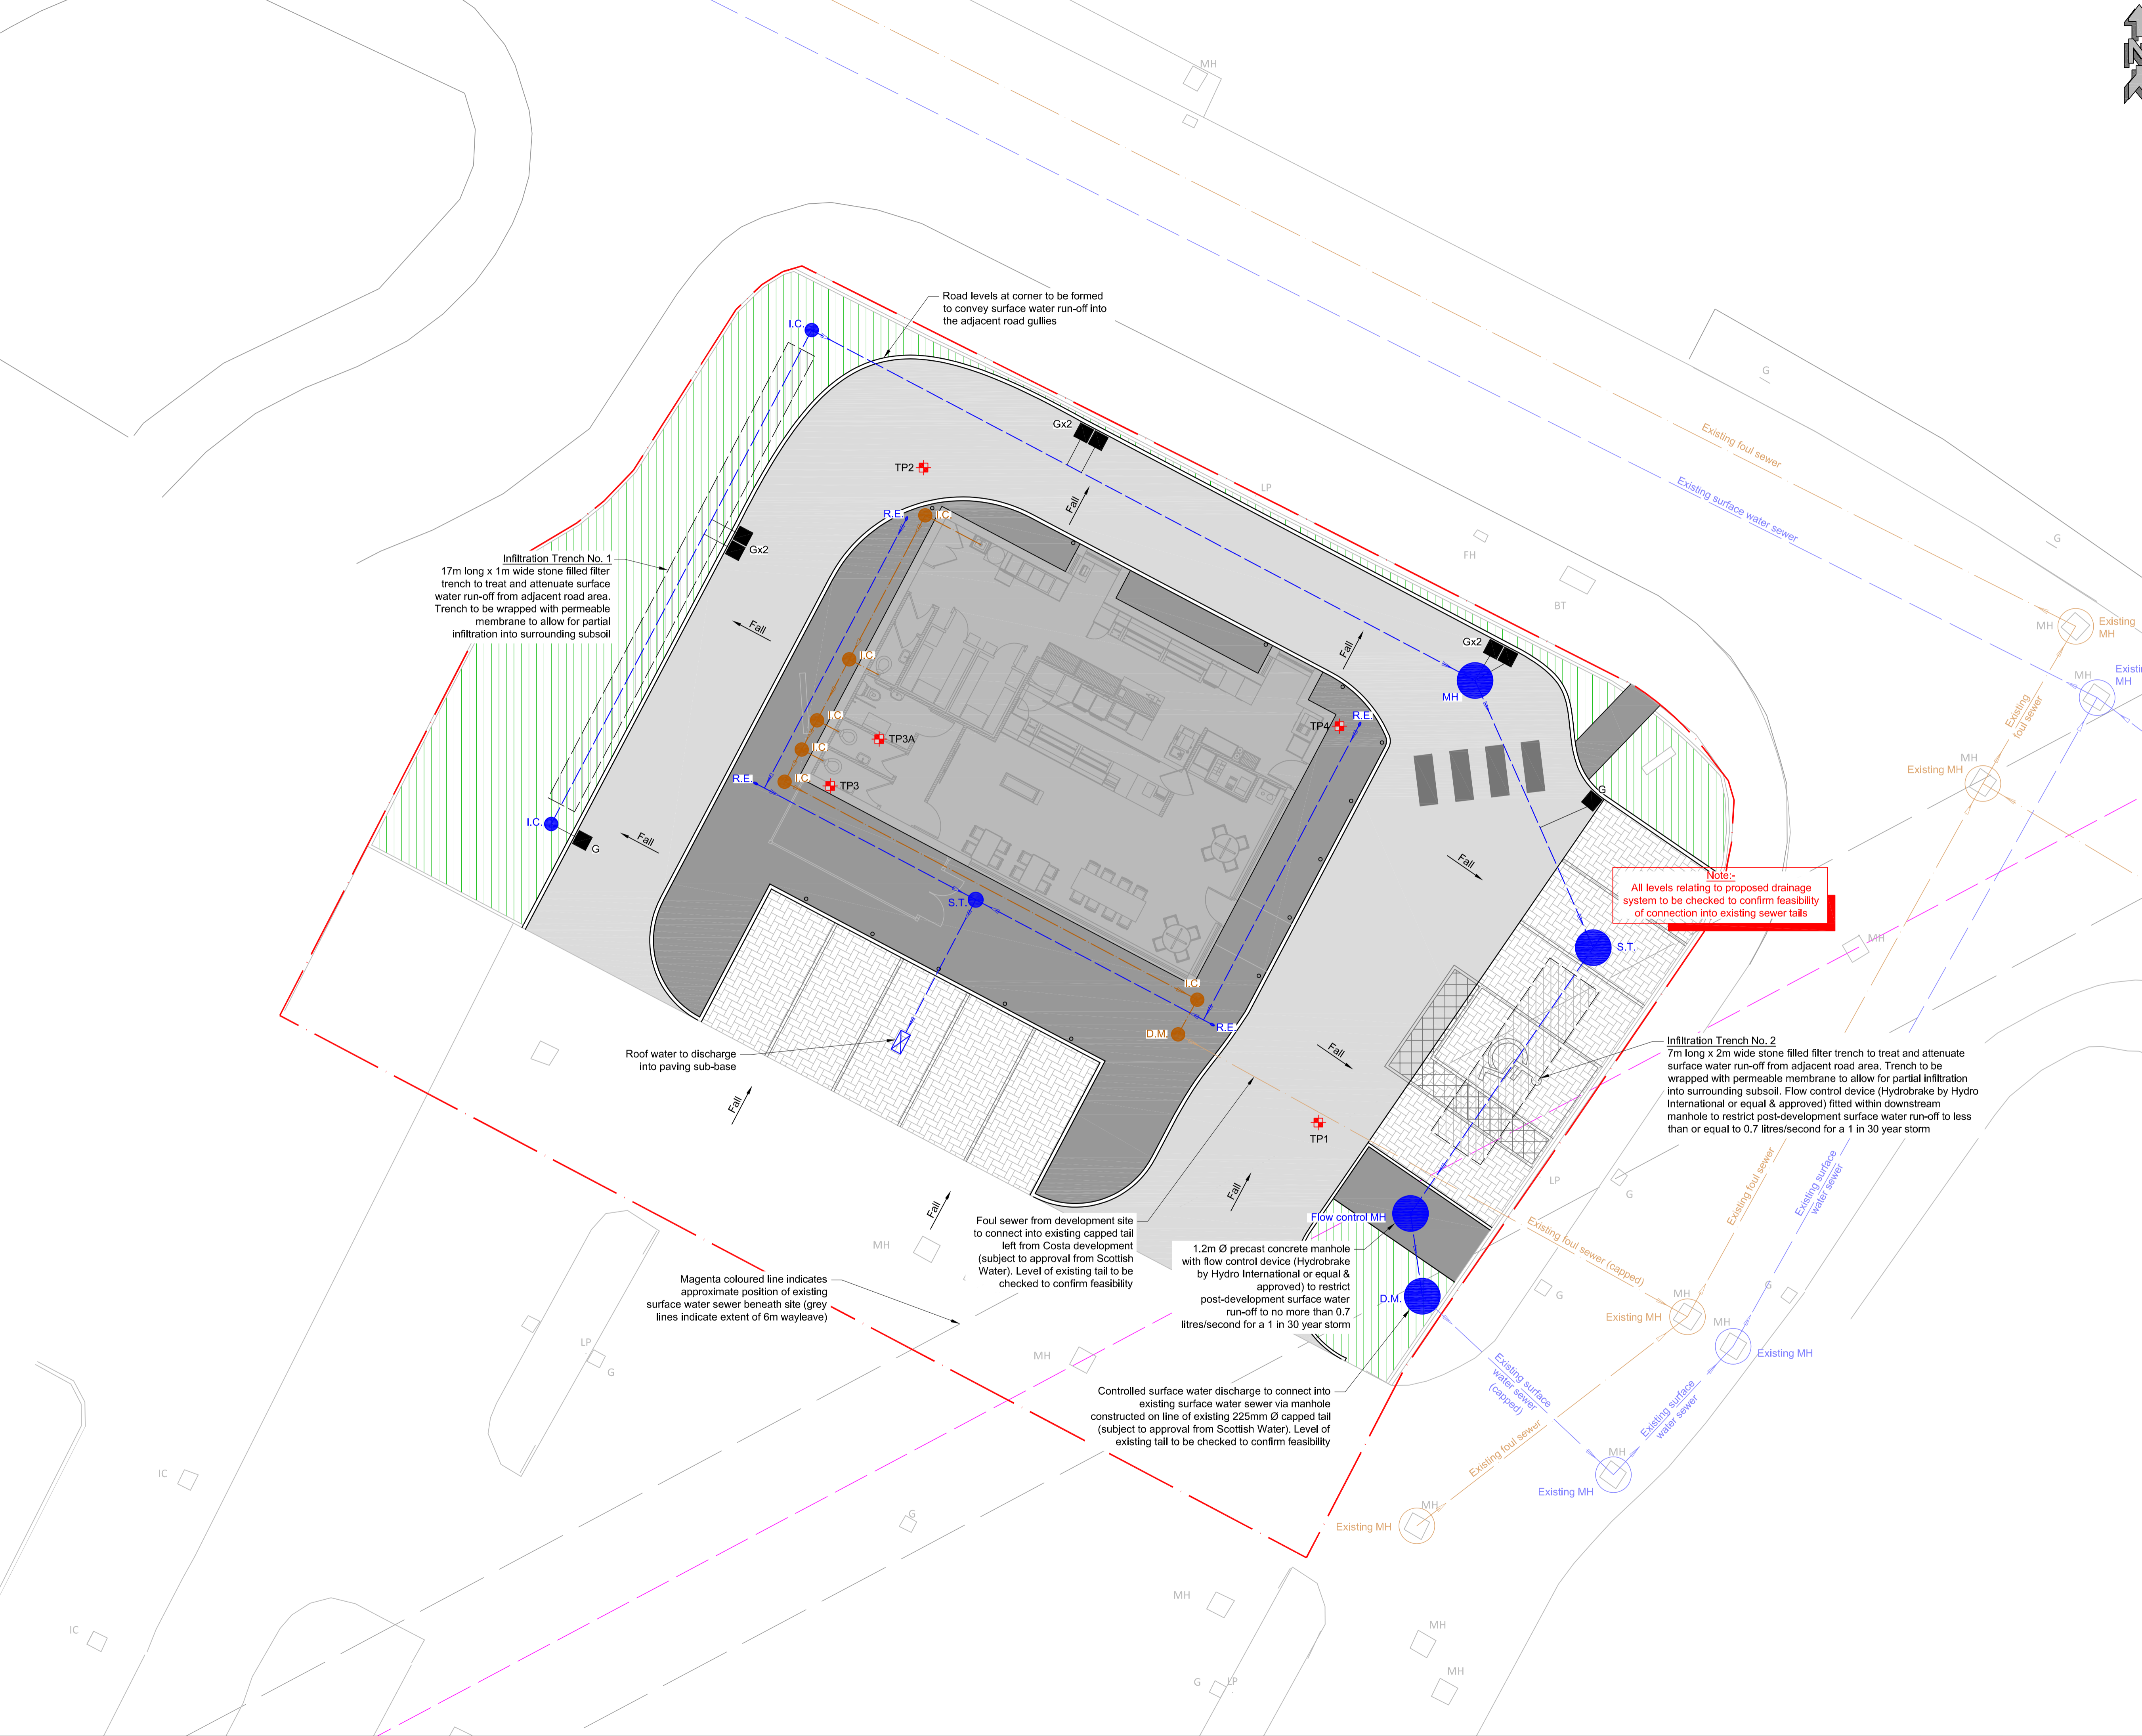 N
MH
Road levels at corner to be formed
to convey surface water run-off into
the adjacent road gullies
I.C.
G
Existing foul sewer
Existing surface water sewer
Gx2
Fall
TP2
LP
R.E.
I.C.
G
FH
BT
Gx2
Infiltration Trench No. 1
17m long x 1m wide stone filled filter
trench to treat and attenuate surface
water run-off from adjacent road area.
Trench to be wrapped with permeable
membrane to allow for partial
infiltration into surrounding subsoil
Fall
Fall
Gx2
MH
I.C.
MH
Existing
MH
MH
Existing
foul sewer
MH
TP4
R.E.
I.C.
TP3A
I.C.
MH
Existing MH
R.E.
I.C.
TP3
G
I.C.
G
Fall
Fall
Note:-
All levels relating to proposed drainage
system to be checked to confirm feasibility
of connection into existing sewer tails
S.T.
S.T.
MH
I.C.
R.E.
D.M.
Roof water to discharge
into paving sub-base
Fall
Fall
TP1
Infiltration Trench No. 2
7m long x 2m wide stone filled filter trench to treat and attenuate
surface water run-off from adjacent road area. Trench to be
wrapped with permeable membrane to allow for partial infiltration
into surrounding subsoil. Flow control device (Hydrobrake by Hydro
International or equal & approved) fitted within downstream
manhole to restrict post-development surface water run-off to less
than or equal to 0.7 litres/second for a 1 in 30 year storm
Fall
Fall
LP
G
Existing foul sewer
Existing surface
water sewer
Foul sewer from development site
to connect into existing capped tail
left from Costa development
(subject to approval from Scottish
Water). Level of existing tail to be
checked to confirm feasibility
Flow control MH
1.2m Ø precast concrete manhole
with flow control device (Hydrobrake
by Hydro International or equal &
approved) to restrict
post-development surface water
run-off to no more than 0.7
litres/second for a 1 in 30 year storm
Existing foul sewer (capped)
MH
Magenta coloured line indicates
approximate position of existing
surface water sewer beneath site (grey
lines indicate extent of 6m wayleave)
D.M.
G
G
MH
Existing MH
MH
Existing MH
LP
G
MH
Existing surface
water sewer
(capped)
Existing surface
water sewer
Controlled surface water discharge to connect into
existing surface water sewer via manhole
constructed on line of existing 225mm Ø capped tail
(subject to approval from Scottish Water). Level of
existing tail to be checked to confirm feasibility
Existing foul sewer
MH
Existing MH
IC
G
MH
Existing MH
IC
MH
MH
MH
G
LP